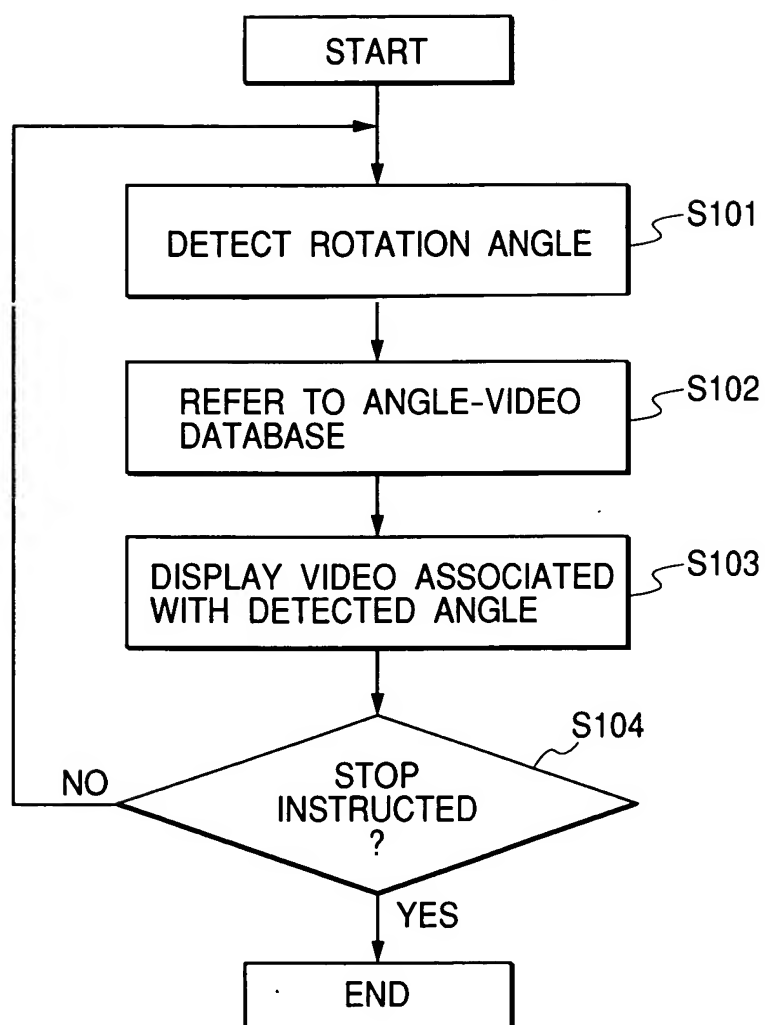 START
DETECT ROTATION ANGLE
S101
REFER TO ANGLE-VIDEO
DATABASE
S102
DISPLAY VIDEO ASSOCIATED
WITH DETECTED ANGLE
S103
S104
STOP
INSTRUCTED
?
NO
YES
END